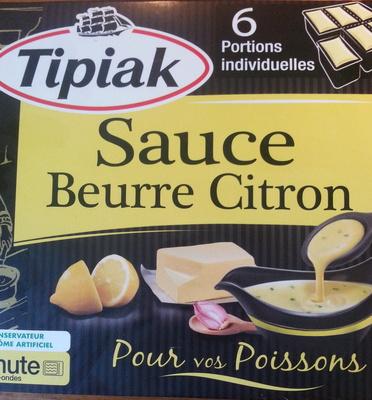 Tipiak
6
Portions
individuelles
Sauce
Beurre Citron
Pour vos Poissons